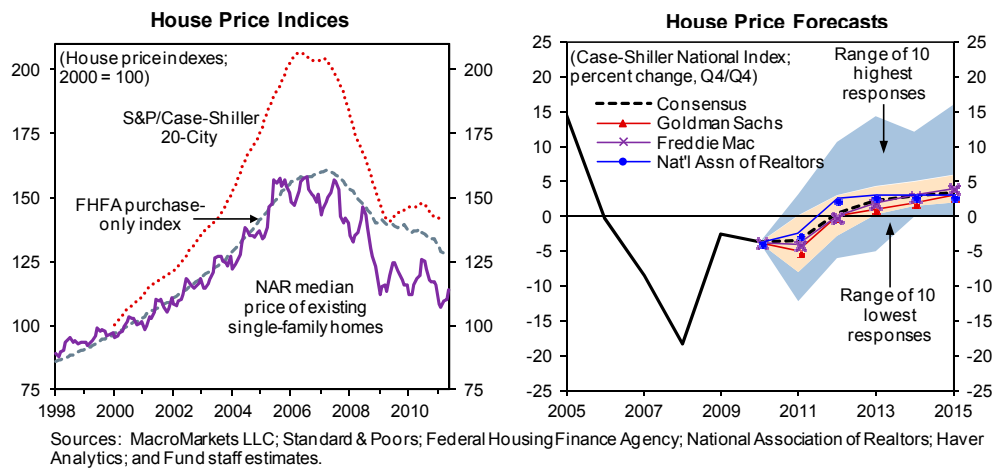 House Price Indices
(House price indexes;
2000 = 100)
S&P/Case-Shiller
20-City
FHFA purchase-
only index
NAR median
price of existing
single-family homes
200
175
150
125
100
75
200
175
150
125
100
75
1998 2000 2002 2004 2006 2008 2010
House Price Forecasts
(Case-Shiller National Index;
percent change, Q4/Q4)
Consensus
Goldman Sachs
Freddie Mac
Nat'l Assn of Realtors
Range of 10
highest
responses
Range of 10
lowest
responses
25
20
15
10
5
0
-5
-10
-15
-20
-25
25
20
15
10
5
0
-5
-10
-15
-20
-25
2005 2007 2009 2011 2013 2015
Sources: MacroMarkets LLC; Standard & Poors; Federal Housing Finance Agency; National Association of Realtors; Haver
Analytics; and Fund staff estimates.